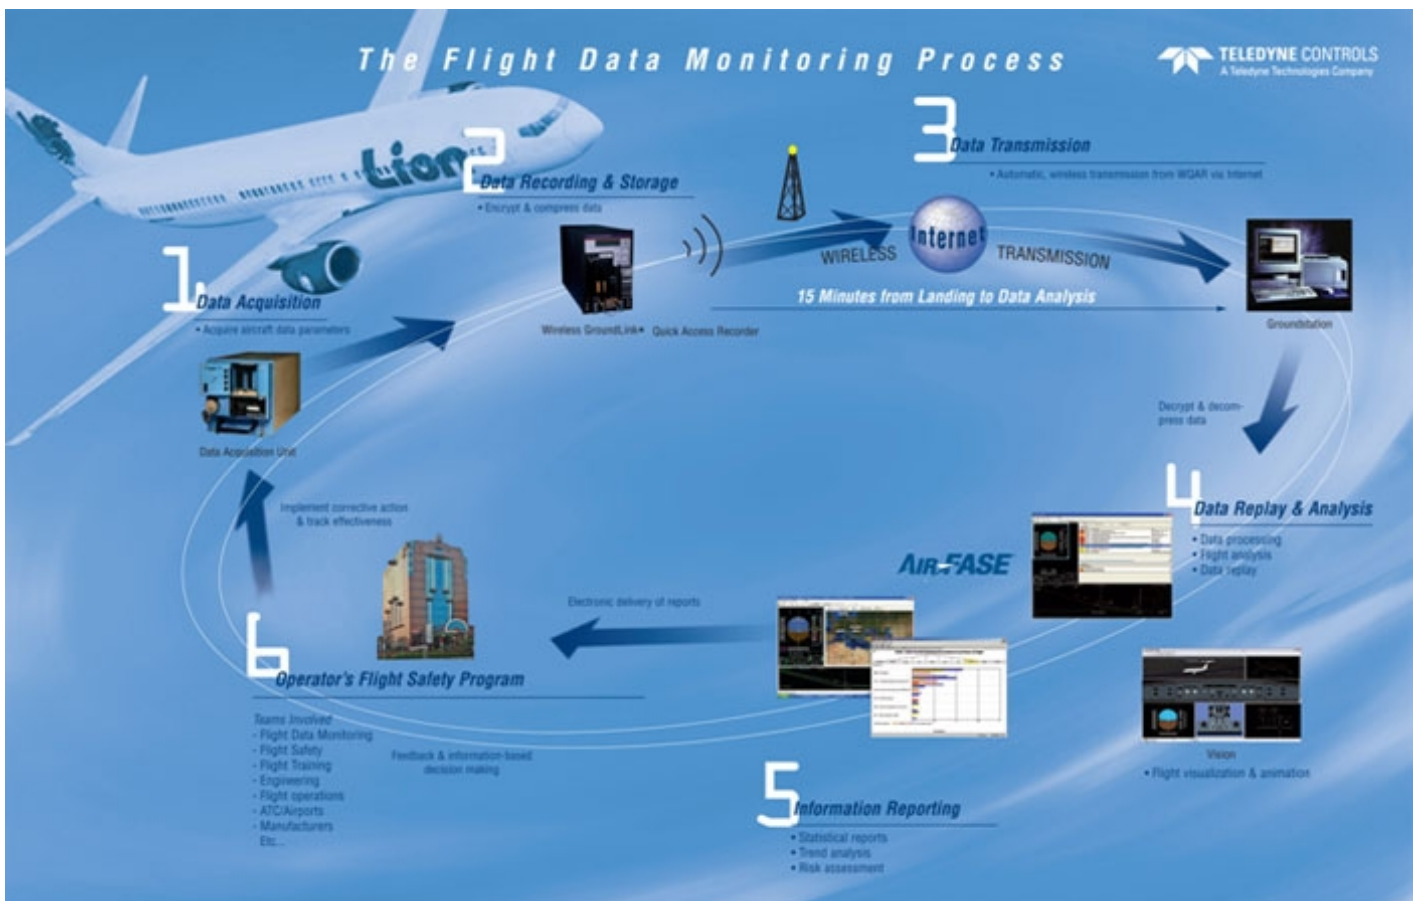 The Flight Data Monitoring Process
TELEDYNE CONTROLS
A Teledyne Technologies Company
Lion
1.
Data Acquisition
• Acquire aircraft data parameters
Data Acquisition Unit
2
Data Recording & Storage
• Encrypt & compress data
Wireless GroundLink• Quick Access Recorder
3
Data Transmission
• Automatic, wireless transmission from WQAR via Internet
WIRELESS
Internet
TRANSMISSION
15 Minutes from Landing to Data Analysis
Groundstation
Decrypt & decom-
press data
4
Data Replay & Analysis
• Data processing
• Flight analysis
• Data replay
AIRFASE
Vision
• Flight visualization & animation
5
Information Reporting
• Statistical reports
• Trend analysis
• Risk assessment
Electronic delivery of reports
6
Operator's Flight Safety Program
Teams Involved
- Flight Data Monitoring
- Flight Safety
- Flight Training
- Engineering
- Flight operations
- ATC/Airports
- Manufacturers
Etc...
Feedback & information-based
decision making
Implement corrective action
& track effectiveness